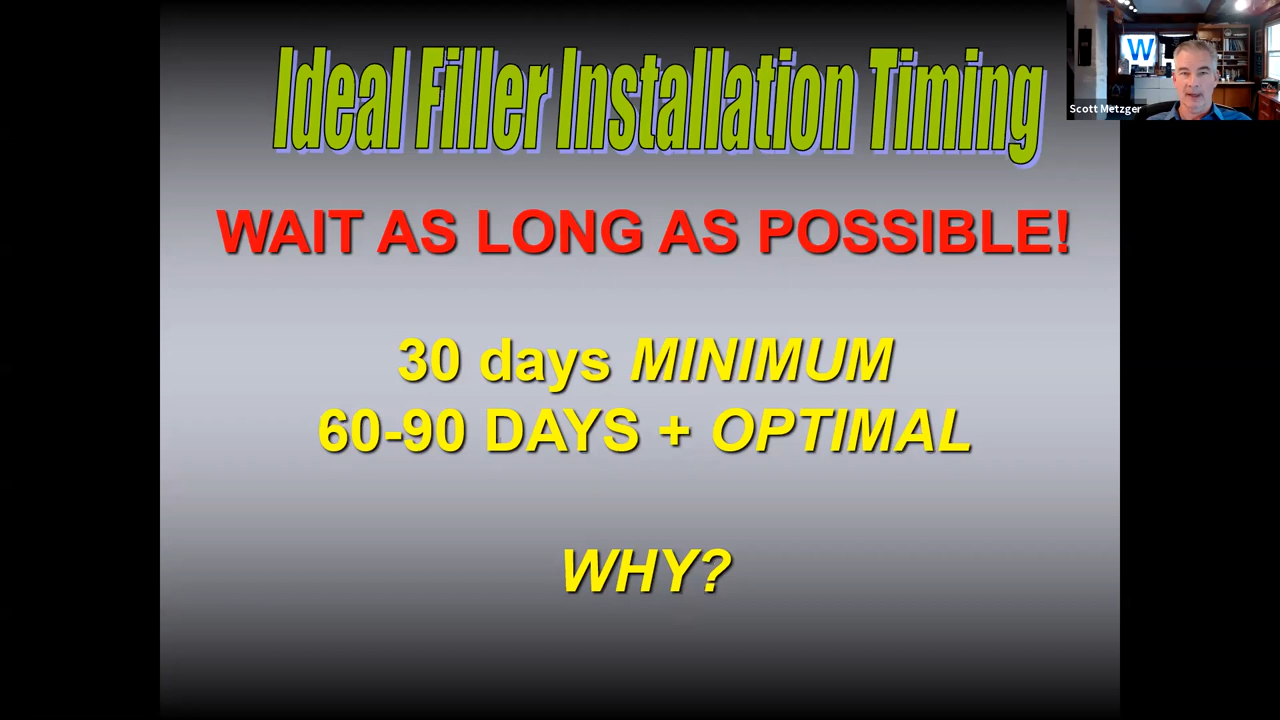 Ideal Filler Installation Timing
W
Scott Metzger
WAIT AS LONG AS POSSIBLE!
30 days MINIMUM
60-90 DAYS + OPTIMAL
WHY?